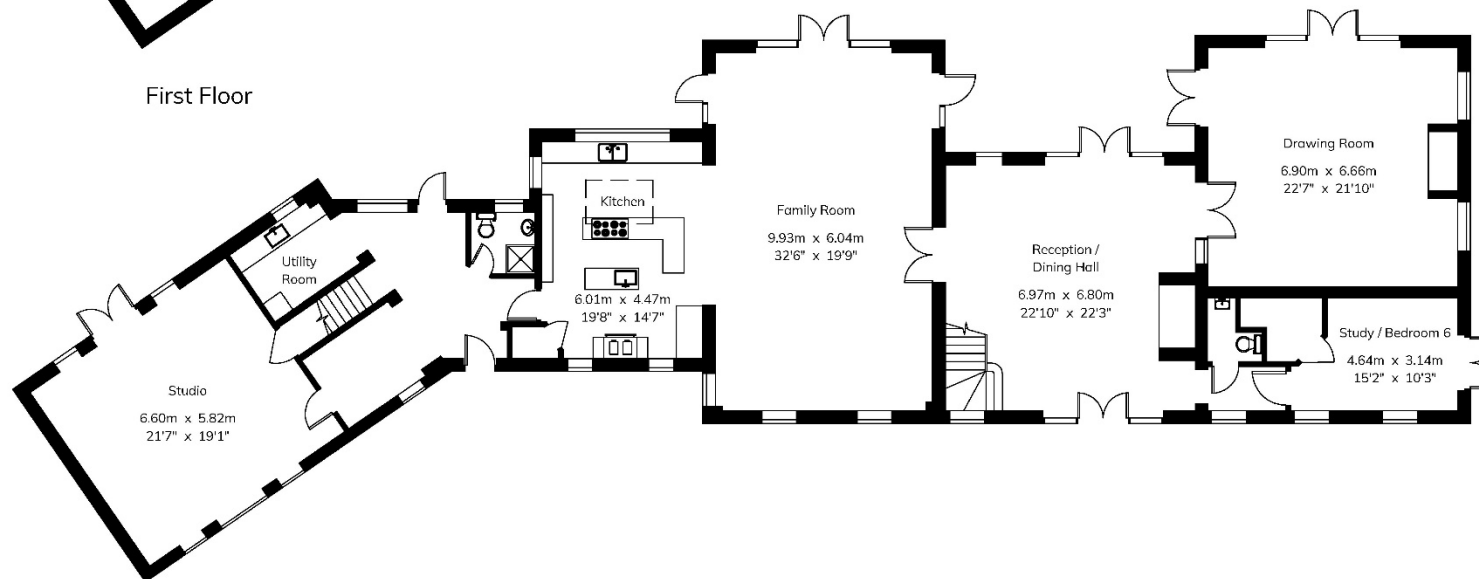 First Floor
Utility
Room
Studio
6.60m x 5.82m
21'7" x 19'1"
Kitchen
6.01m x 4.47m
19'8" x 14'7"
Family Room
9.93m x 6.04m
32'6" x 19'9"
Reception /
Dining Hall
6.97m x 6.80m
22'10" x 22'3"
Drawing Room
6.90m x 6.66m
22'7" x 21'10"
Study / Bedroom 6
4.64m x 3.14m
15'2" x 10'3"